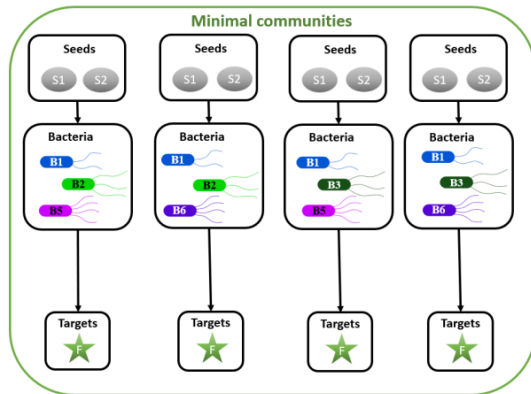 Minimal communities
Seeds Seeds Seeds Seeds
S1 S2 S1 S2 S1 S2 S1 S2
Bacteria Bacteria Bacteria Bacteria
B1 B1 B1 B1
B2 B2 B3 B3
B5 B6 B5 B6
Targets Targets Targets Targets
F F F F